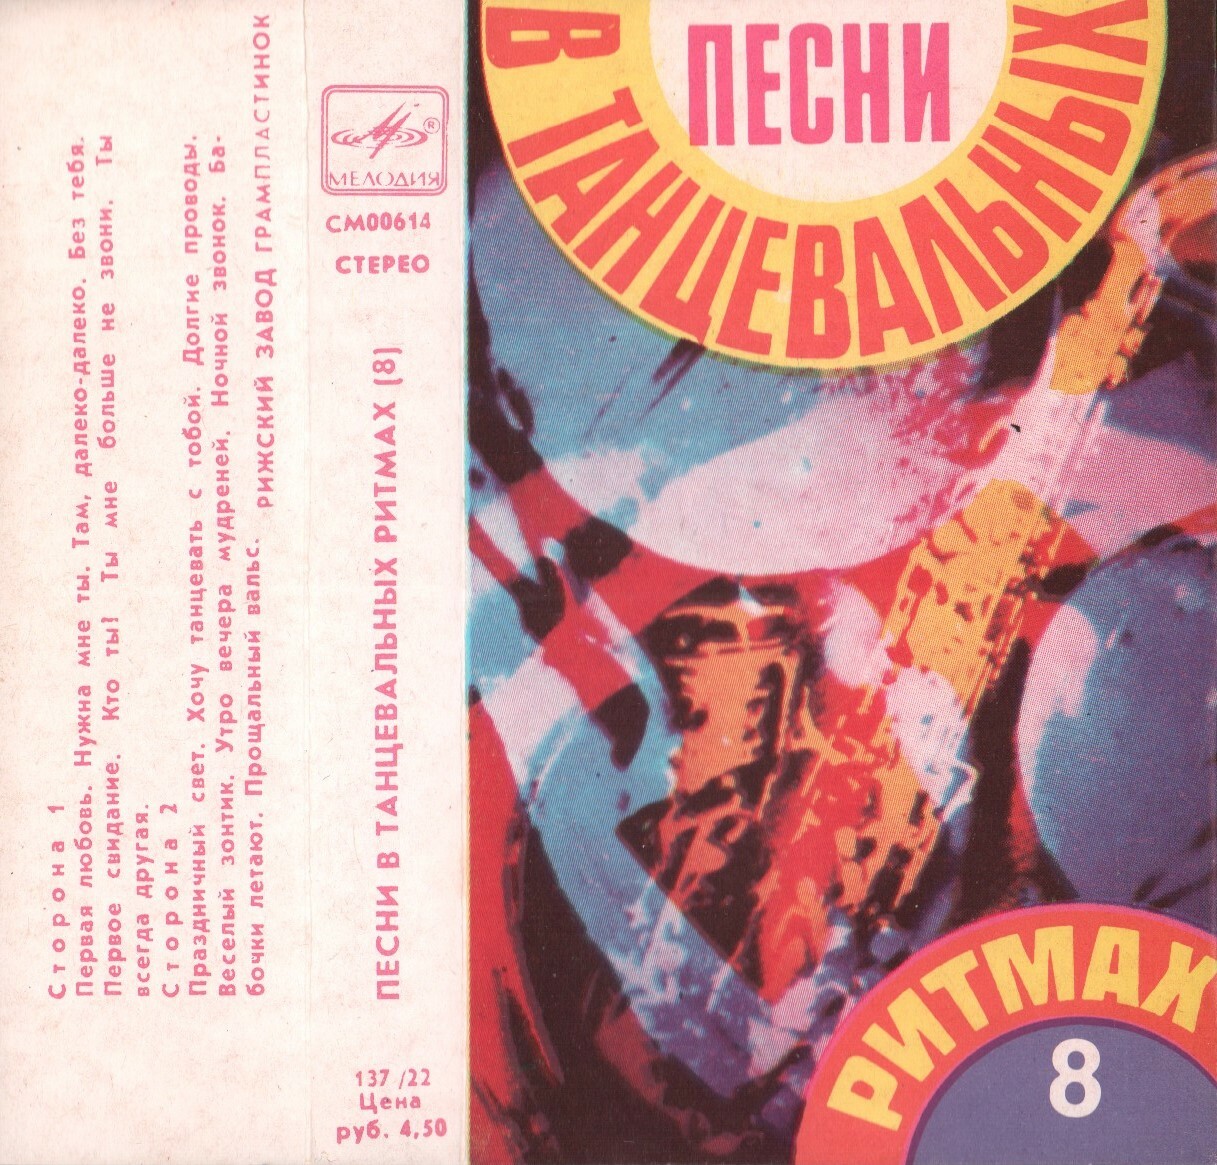 Сторона 1
Первая любовь. Нужна мне ты. Там, далеко-далеко. Без тебя.
Первое свидание. Кто ты! Ты мне больше не звони. Ты
всегда другая.
Сторона 2
Праздничный свет. Хочу танцевать с тобой. Долгие проводы.
Веселый зонтик. Утро вечера мудреней. Ночной звонок. Ба-
бочки летают. Прощальный вальс. РИЖСКИЙ ЗАВОД ГРАМПЛАСТИНОК
®
МЕЛОДИЯ
СМ00614
СТЕРЕО
ПЕСНИ В ТАНЦЕВАЛЬНЫХ РИТМАХ (8)
137 /22
Цена
руб. 4,50
ПЕСНИ
В ТАНЦЕВАЛЬНЫХ
РИТМАХ
8